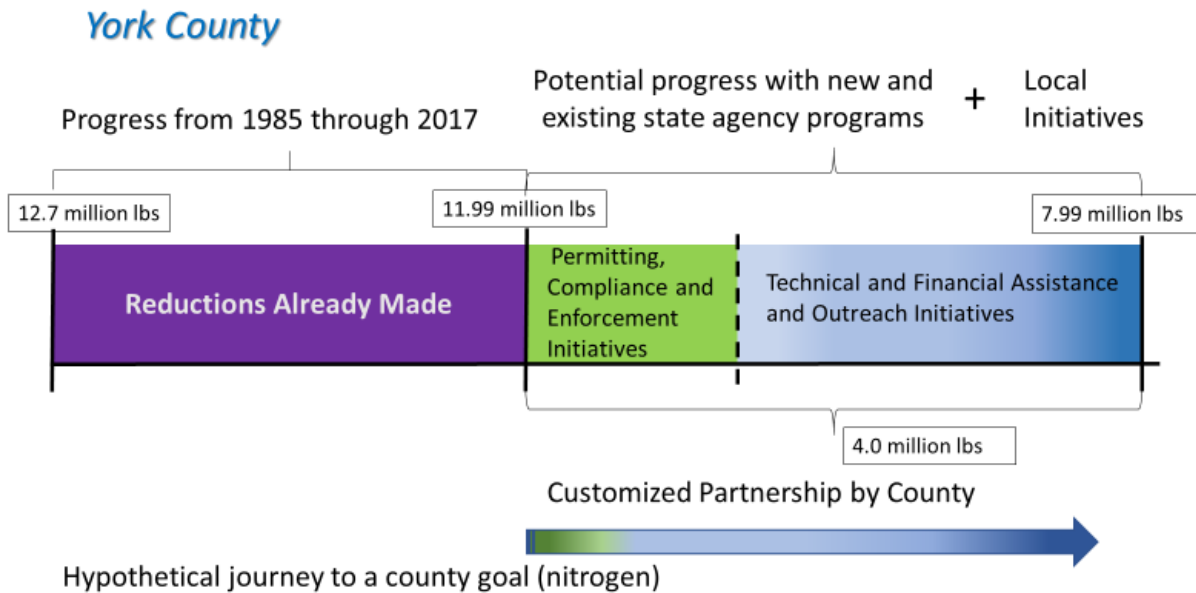 York County
Progress from 1985 through 2017
Potential progress with new and
existing state agency programs
+
Local
Initiatives
12.7 million lbs
11.99 million lbs
7.99 million lbs
Reductions Already Made
Permitting,
Compliance and
Enforcement
Initiatives
Technical and Financial Assistance
and Outreach Initiatives
4.0 million lbs
Customized Partnership by County
Hypothetical journey to a county goal (nitrogen)